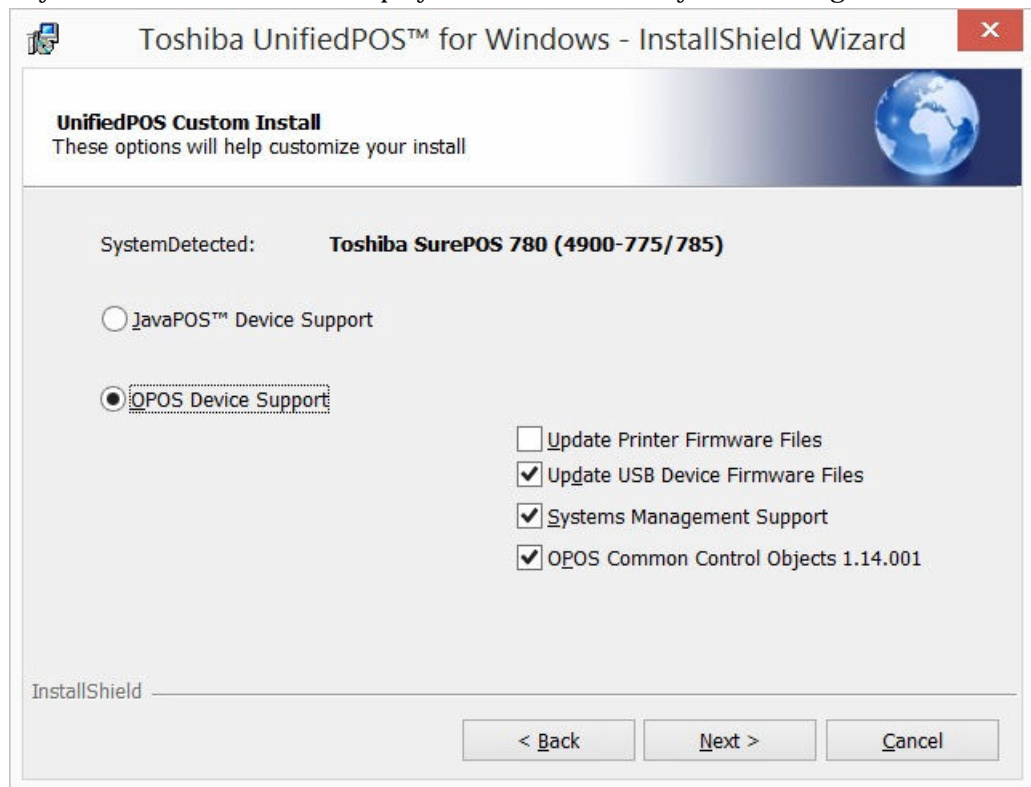 Toshiba UnifiedPOS™ for Windows - InstallShield Wizard
UnifiedPOS Custom Install
These options will help customize your install
SystemDetected: Toshiba SurePOS 780 (4900-775/785)
JavaPOS™ Device Support
OPOS Device Support
Update Printer Firmware Files
Update USB Device Firmware Files
Systems Management Support
OPOS Common Control Objects 1.14.001
InstallShield
< Back Next > Cancel